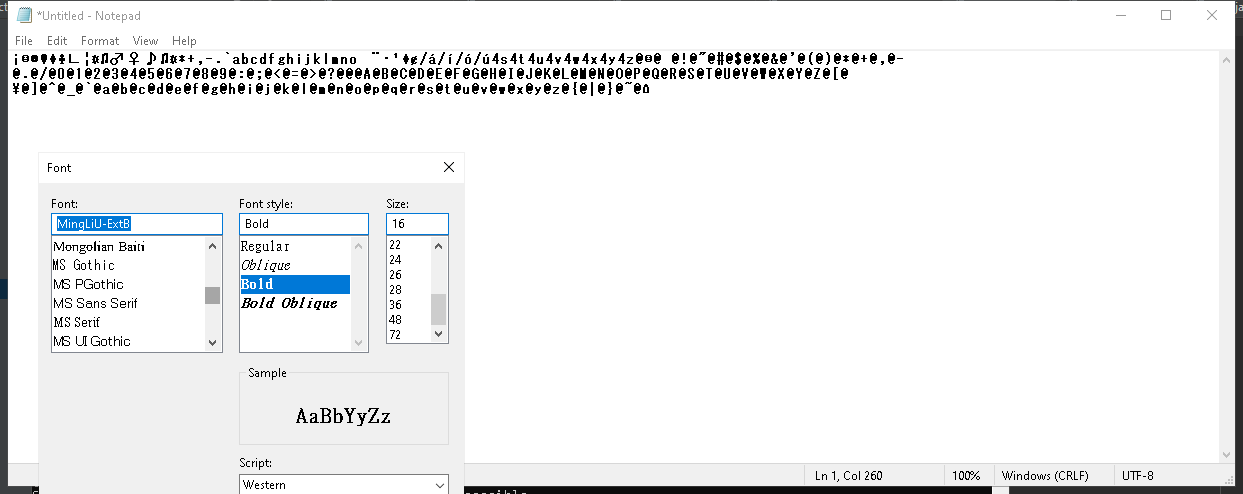 *Untitled - Notepad
File Edit Format View Help
@.@/@0@1@2@3@4@5@6@7@8@9@:@;@<@=@>@?@@@A@B@C@D@E@F@G@H@I@J@K@L@M@N@O@P@Q@R@S@T@U@V@W@X@Y@Z@[@
¥@]@^@_@`@a@b@c@d@e@f@g@h@i@j@k@l@m@n@o@p@q@r@s@t@u@v@w@x@y@z@{@|@}@~@⌂
Font
Font: Font style: Size:
MingLiU-ExtB Bold 16
Mongolian Baiti Regular 22
MS Gothic Oblique 24
MS PGothic Bold 26
MS Sans Serif Bold Oblique 28
MS Serif 36
MS UI Gothic 48
72
Sample
AaBbYyZz
Script:
Western
Ln 1, Col 260 100% Windows (CRLF) UTF-8